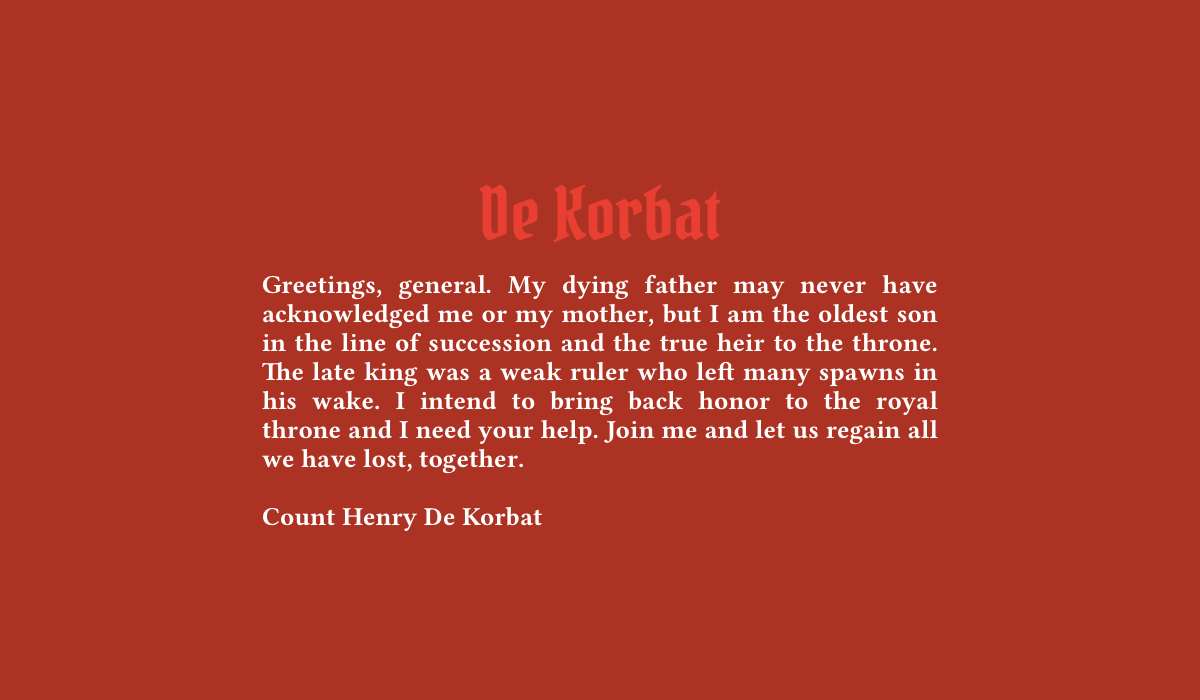 De Korbat
Greetings, general. My dying father may never have
acknowledged me or my mother, but I am the oldest son
in the line of succession and the true heir to the throne.
The late king was a weak ruler who left many spawns in
his wake. I intend to bring back honor to the royal
throne and I need your help. Join me and let us regain all
we have lost, together.
Count Henry De Korbat